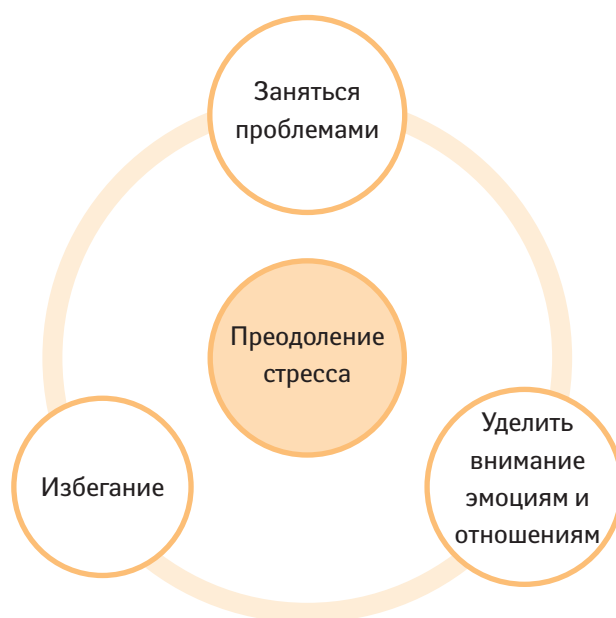 Заняться
проблемами
Преодоление
стресса
Избегание
Уделить
внимание
эмоциям и
отношениям